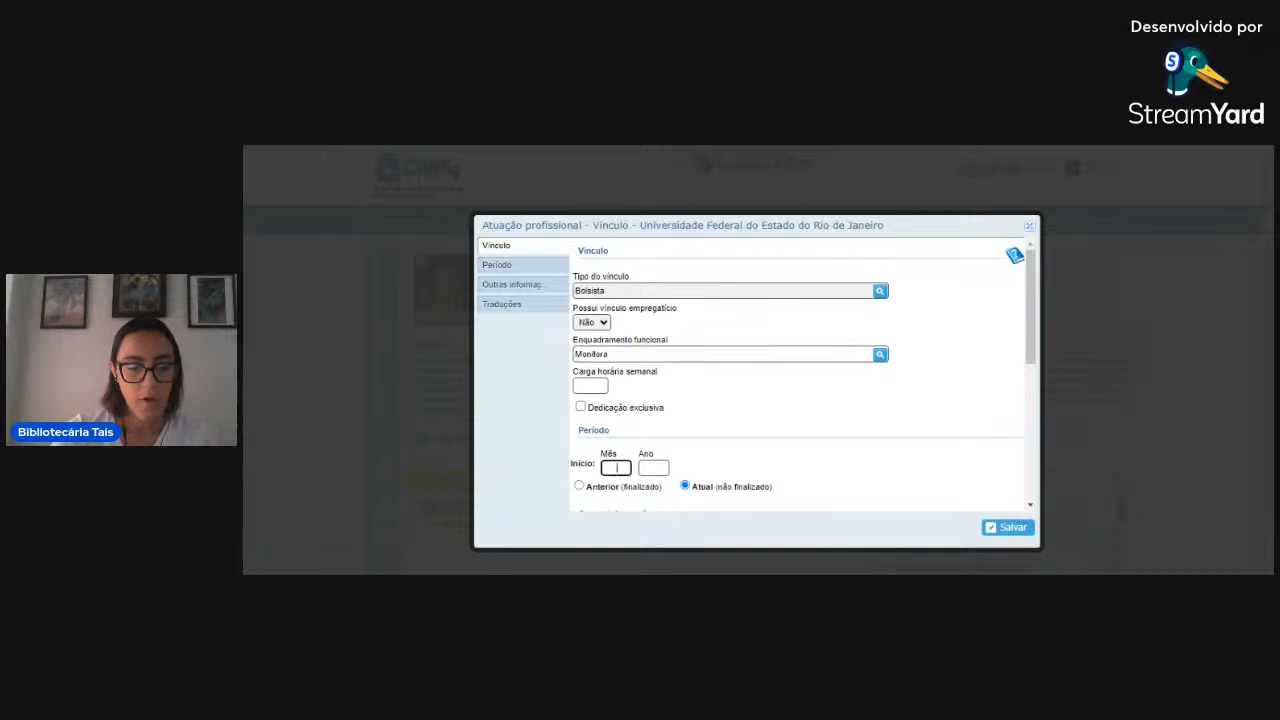 Desenvolvido por
StreamYard
CNPq
Atuação profissional - Vínculo - Universidade Federal do Estado do Rio de Janeiro
Vínculo
Período
Outras informaç...
Traduções
Vínculo
Tipo do vínculo
Bolsista
Possui vínculo empregatício
Não
Enquadramento funcional
Monitora
Carga horária semanal
Dedicação exclusiva
Período
Mês Ano
Início:
Anterior (finalizado) Atual (não finalizado)
Salvar
Bibliotecária Taís